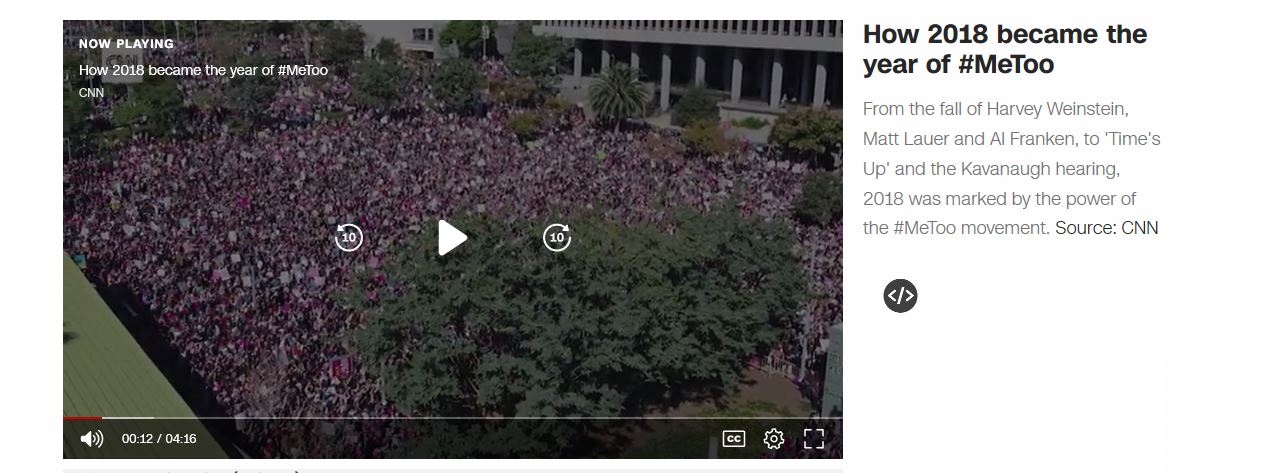 NOW PLAYING
How 2018 became the year of #MeToo
CNN
10
10
00:12 / 04:16
CC
How 2018 became the
year of #MeToo
From the fall of Harvey Weinstein,
Matt Lauer and Al Franken, to 'Time's
Up' and the Kavanaugh hearing,
2018 was marked by the power of
the #MeToo movement. Source: CNN
</>